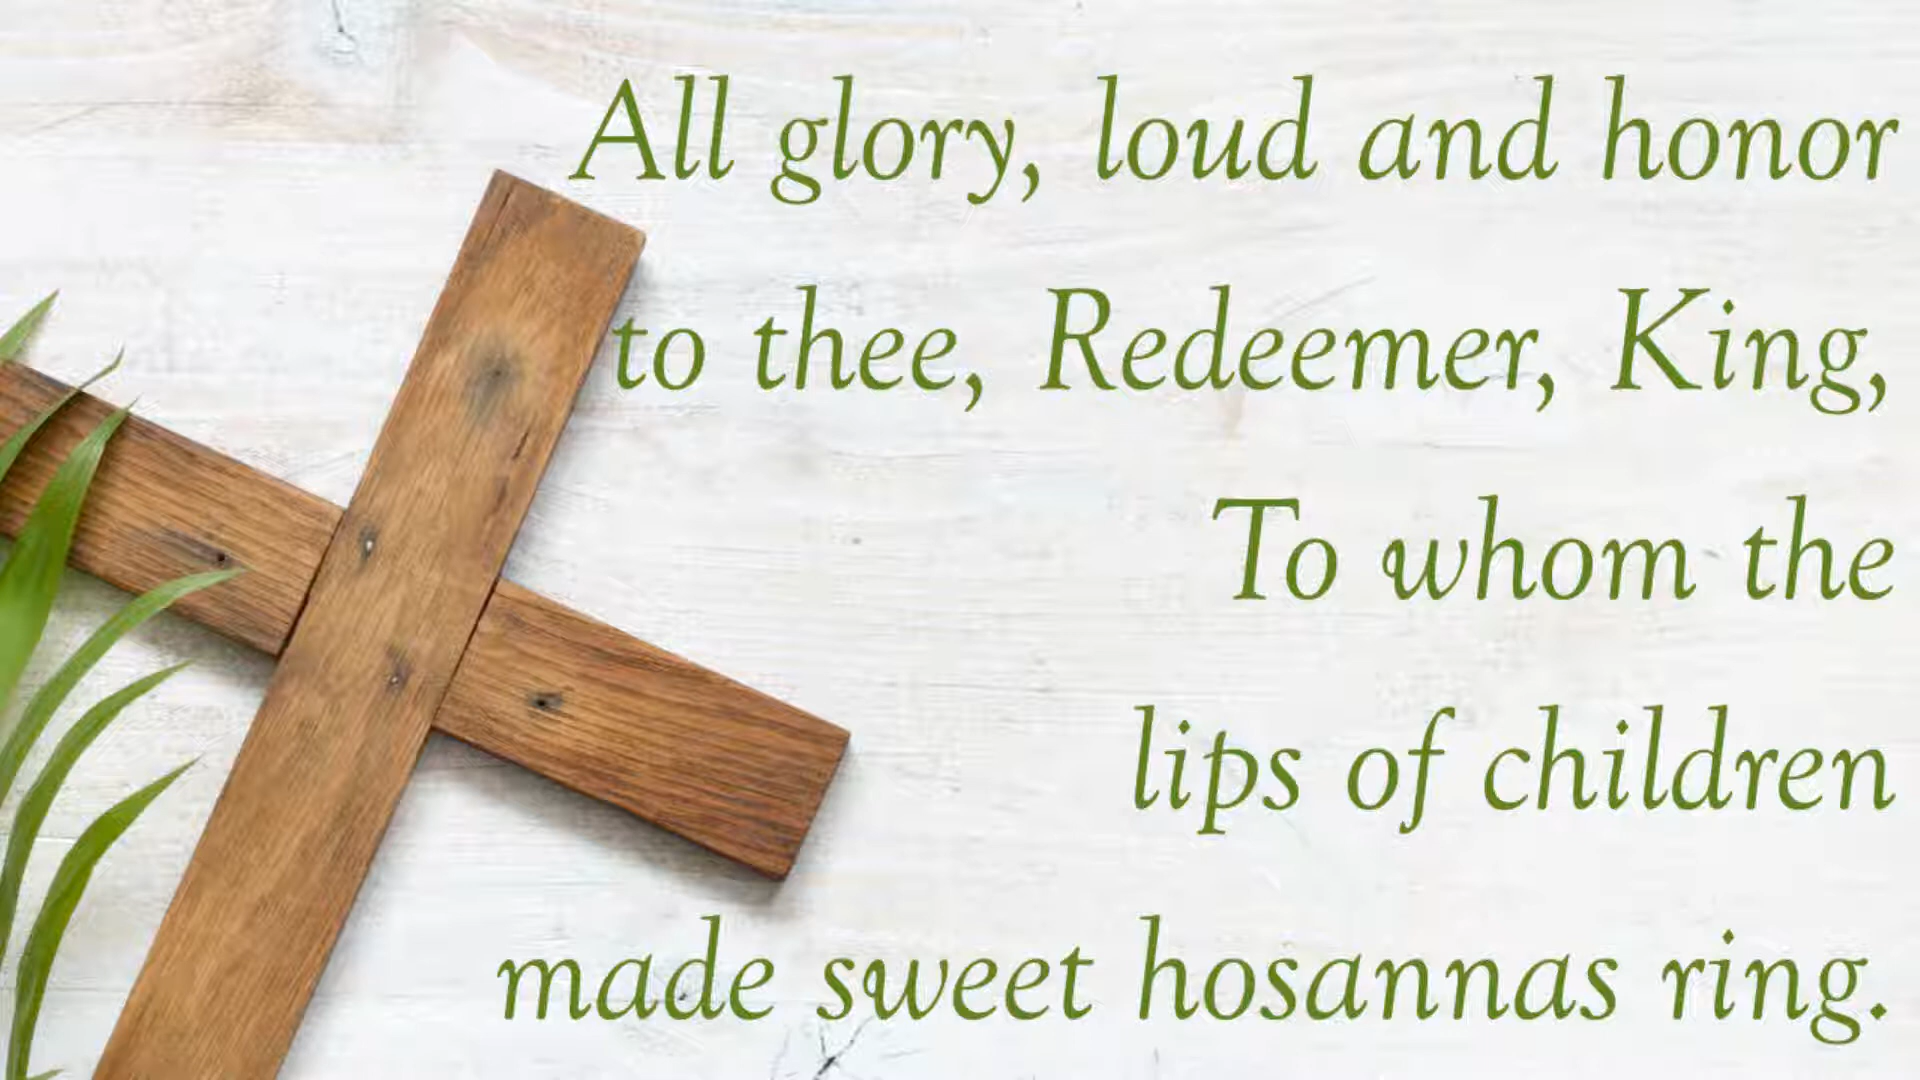 All glory, loud and honor
to thee, Redeemer, King,
To whom the
lips of children
made sweet hosannas ring.